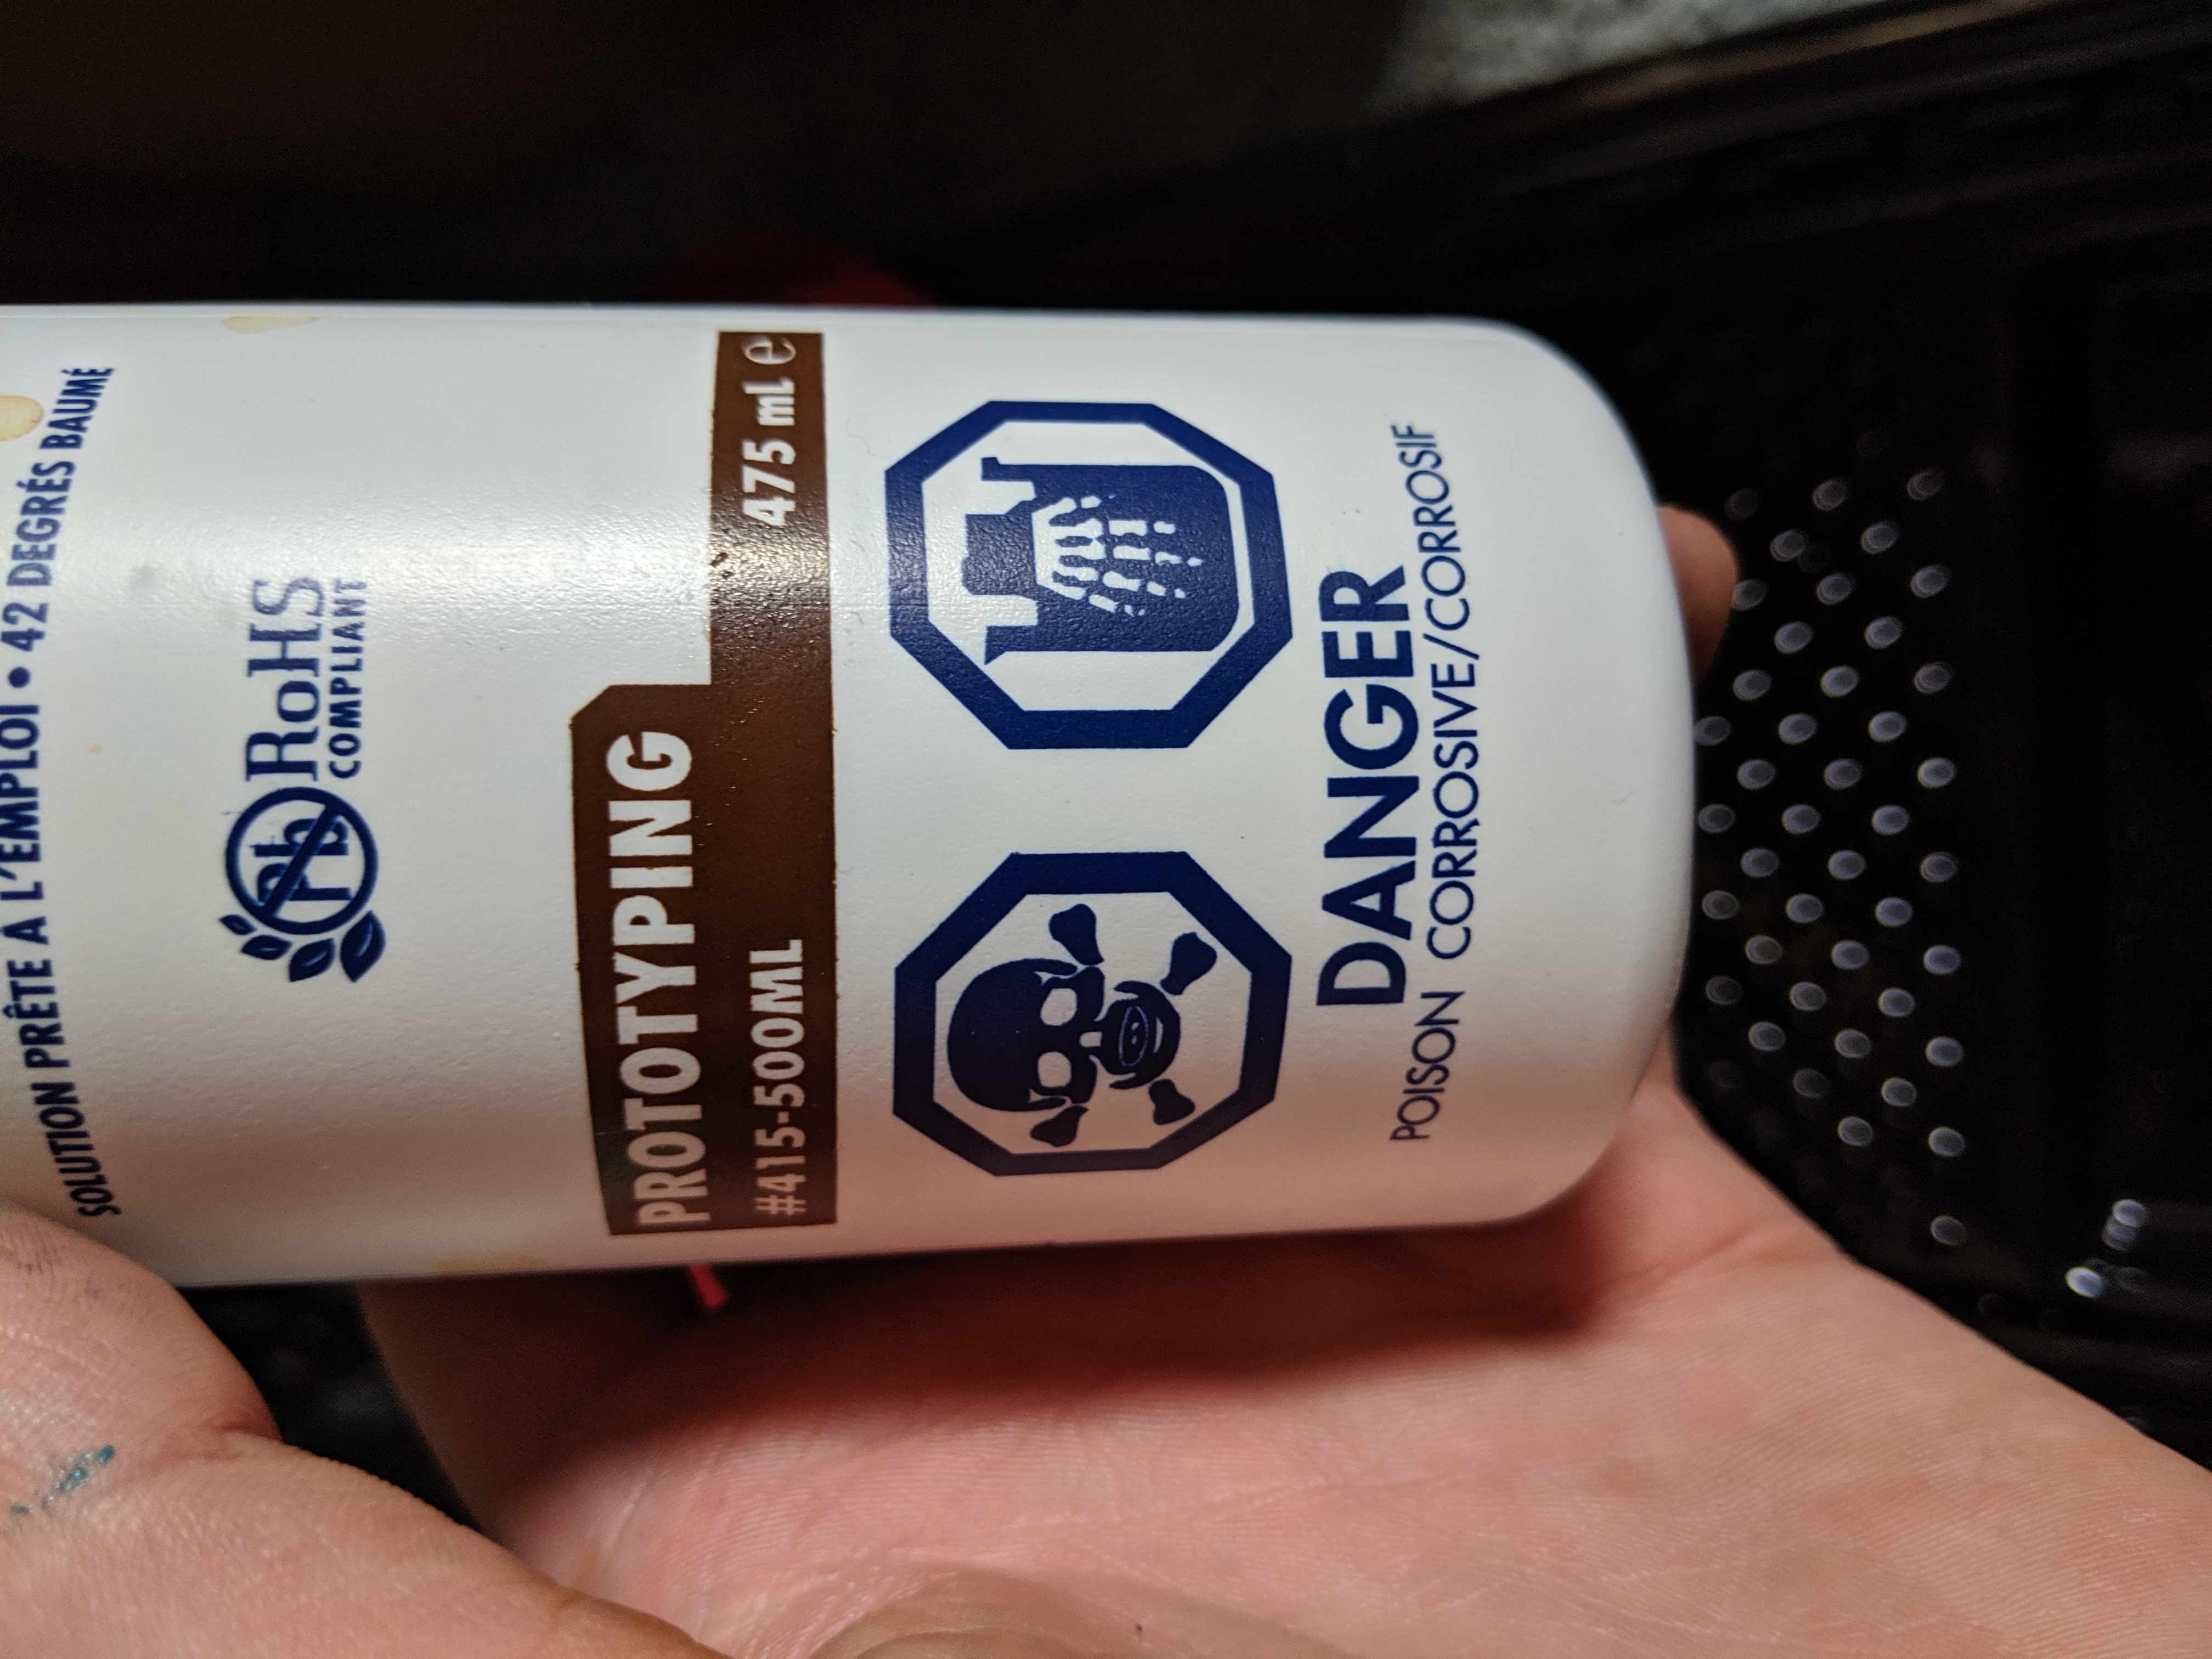 SOLUTION PRÊTE À L'EMPLOI • 42 DEGRÉS BAUMÉ
Pb RoHS
COMPLIANT
PROTOTYPING
#415-500ML 475 mL e
DANGER
POISON CORROSIVE/CORROSIF